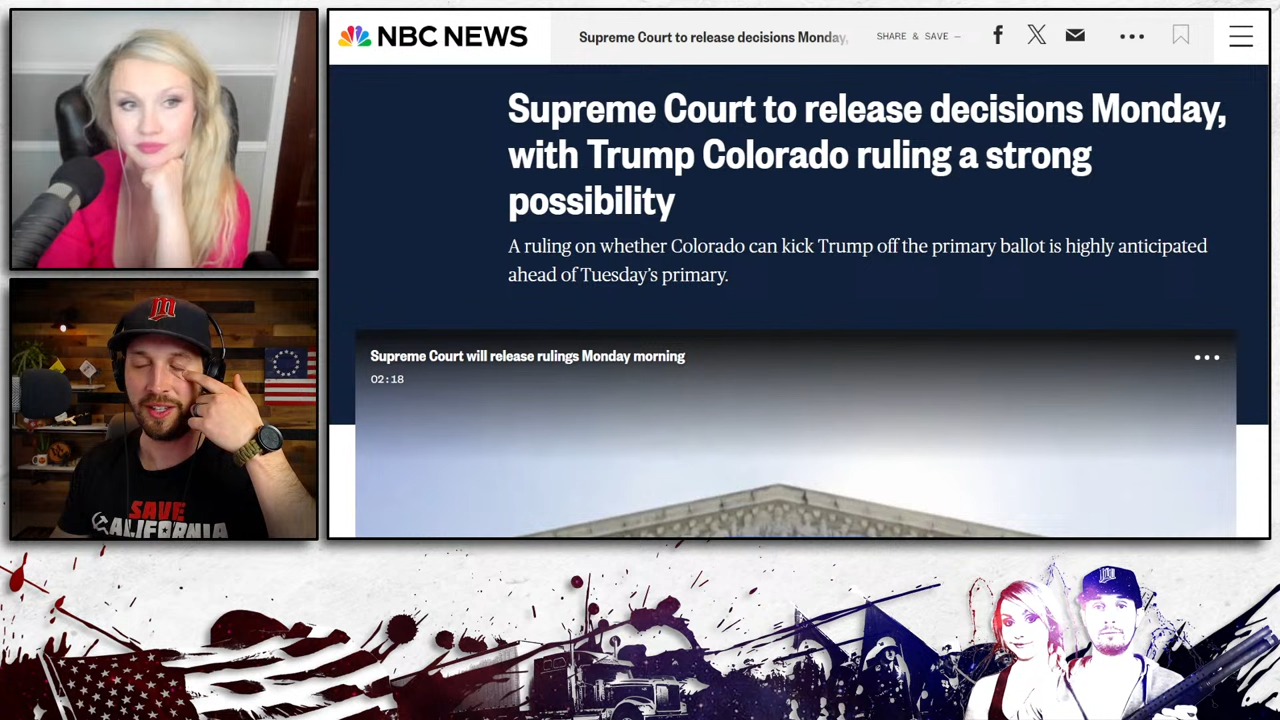 NBC NEWS
Supreme Court to release decisions Monday,
SHARE & SAVE —
Supreme Court to release decisions Monday,
with Trump Colorado ruling a strong
possibility
A ruling on whether Colorado can kick Trump off the primary ballot is highly anticipated
ahead of Tuesday's primary.
Supreme Court will release rulings Monday morning
02:18
SAVE
CALIFORNIA